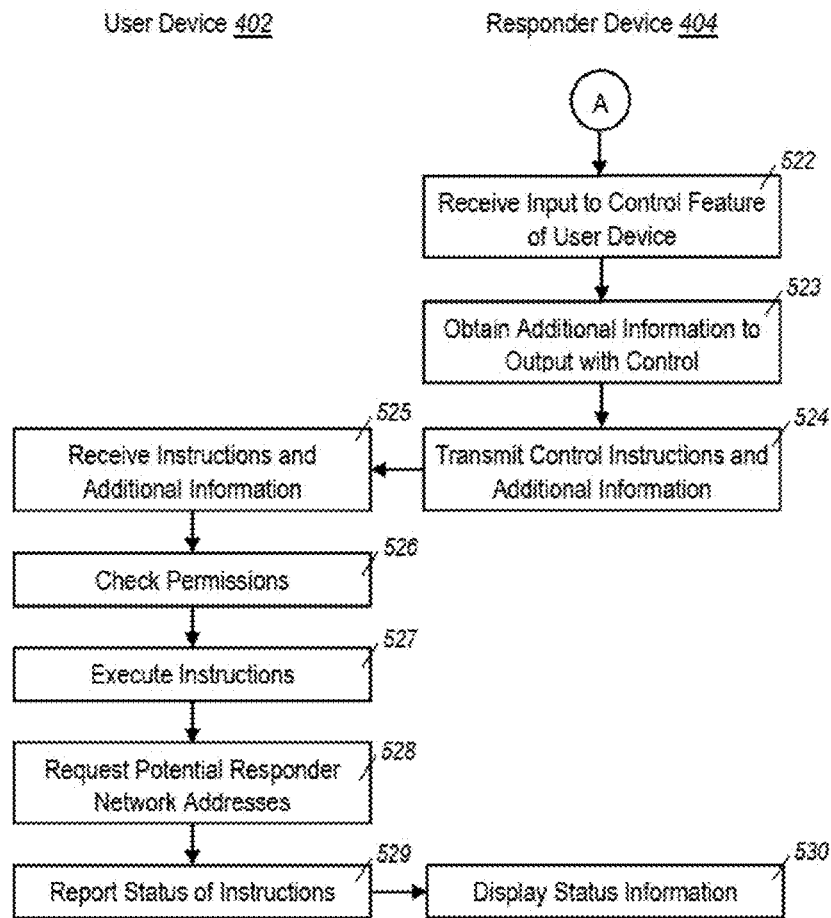 User Device 402
Responder Device 404
A
522
Receive Input to Control Feature
of User Device
523
Obtain Additional Information to
Output with Control
524
Transmit Control Instructions and
Additional Information
525
Receive Instructions and
Additional Information
526
Check Permissions
527
Execute Instructions
528
Request Potential Responder
Network Addresses
529
Report Status of Instructions
530
Display Status Information